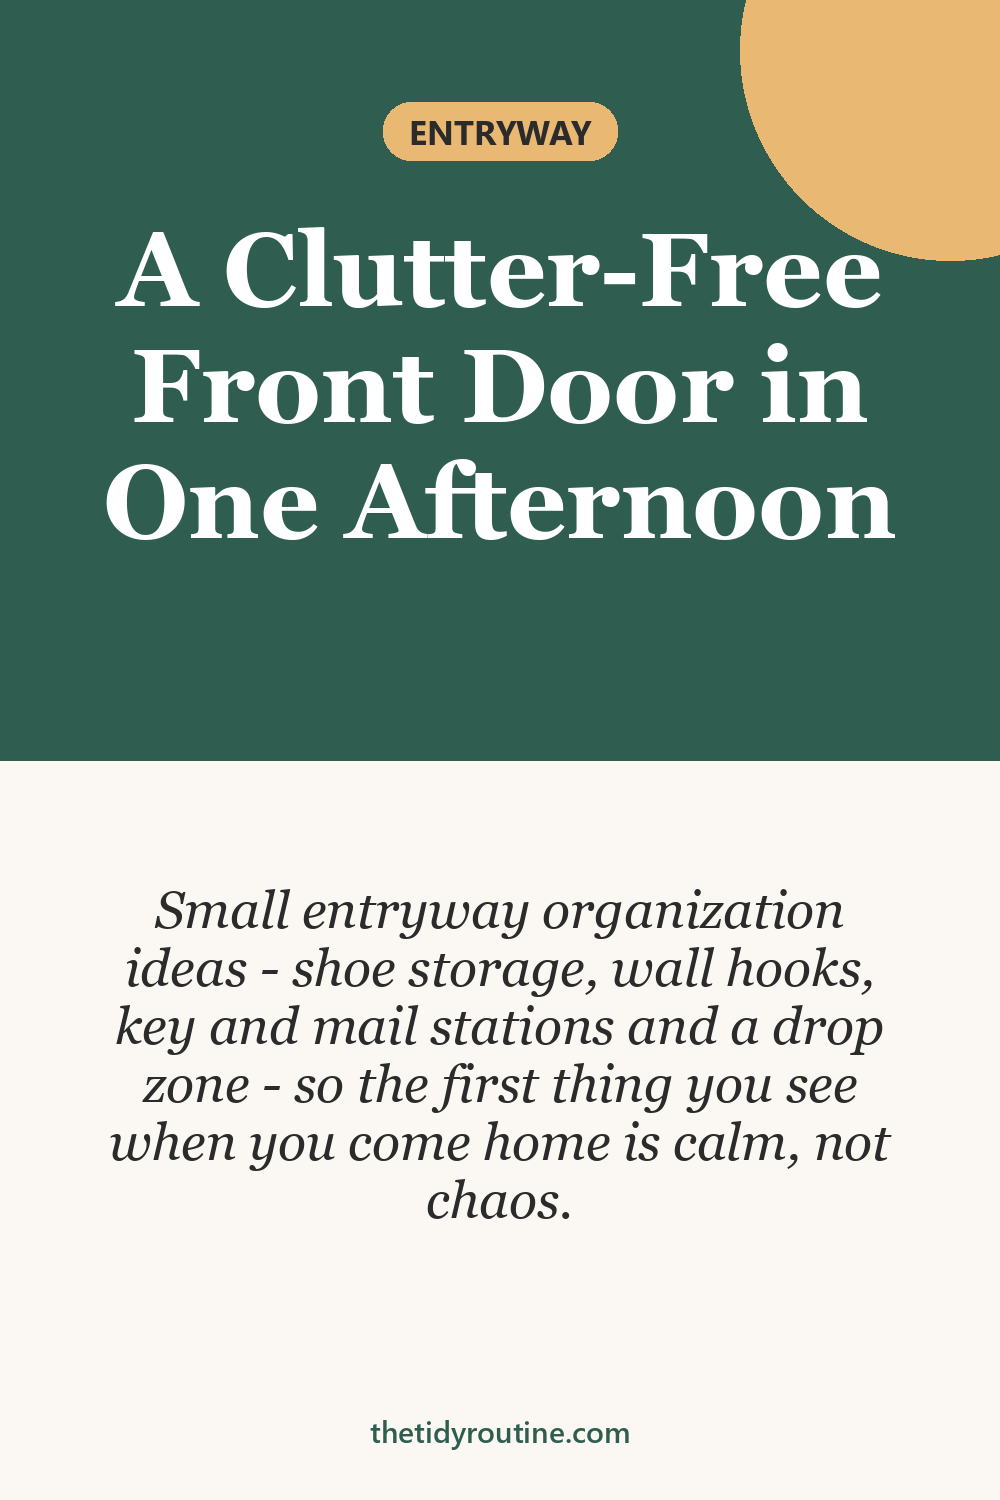 ENTRYWAY
A Clutter-Free
Front Door in
One Afternoon
Small entryway organization
ideas - shoe storage, wall hooks,
key and mail stations and a drop
zone - so the first thing you see
when you come home is calm, not
chaos.
thetidyroutine.com